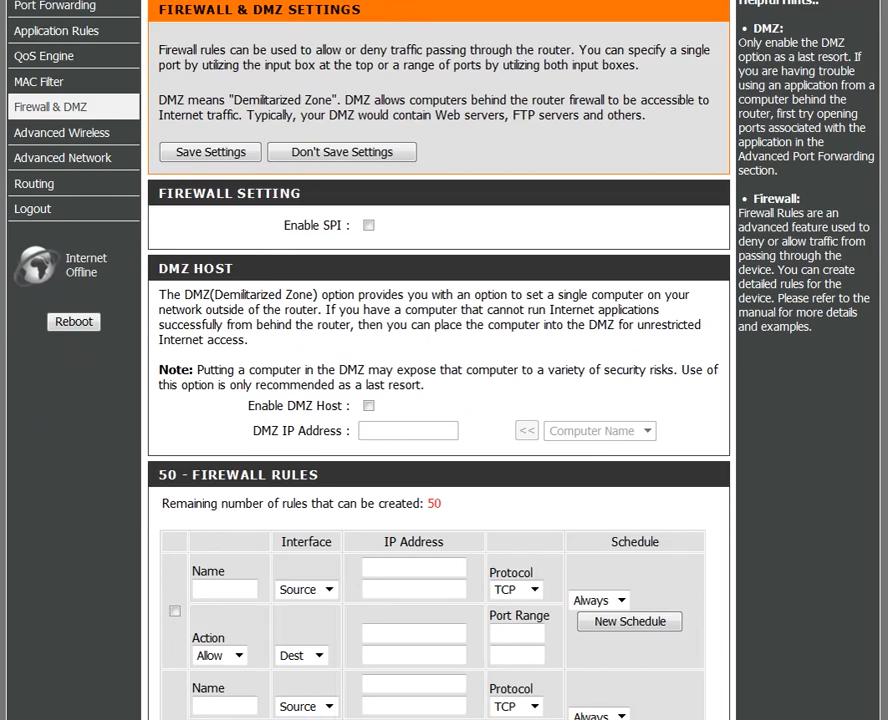 Port Forwarding
Application Rules
QoS Engine
MAC Filter
Firewall & DMZ
Advanced Wireless
Advanced Network
Routing
Logout
Internet
Offline
Reboot
FIREWALL & DMZ SETTINGS
Firewall rules can be used to allow or deny traffic passing through the router. You can specify a single
port by utilizing the input box at the top or a range of ports by utilizing both input boxes.
DMZ means "Demilitarized Zone". DMZ allows computers behind the router firewall to be accessible to
Internet traffic. Typically, your DMZ would contain Web servers, FTP servers and others.
Save Settings Don't Save Settings
FIREWALL SETTING
Enable SPI :
DMZ HOST
The DMZ(Demilitarized Zone) option provides you with an option to set a single computer on your
network outside of the router. If you have a computer that cannot run Internet applications
successfully from behind the router, then you can place the computer into the DMZ for unrestricted
Internet access.
Note: Putting a computer in the DMZ may expose that computer to a variety of security risks. Use of
this option is only recommended as a last resort.
Enable DMZ Host :
DMZ IP Address : << Computer Name
50 - FIREWALL RULES
Remaining number of rules that can be created: 50
Interface IP Address Schedule
Name Protocol
Source TCP
Always
Port Range
New Schedule
Action
Allow Dest
Name Protocol
Source TCP
Always
Helpful Hints..
• DMZ:
Only enable the DMZ
option as a last resort. If
you are having trouble
using an application from a
computer behind the
router, first try opening
ports associated with the
application in the
Advanced Port Forwarding
section.
• Firewall:
Firewall Rules are an
advanced feature used to
deny or allow traffic from
passing through the
device. You can create
detailed rules for the
device. Please refer to the
manual for more details
and examples.